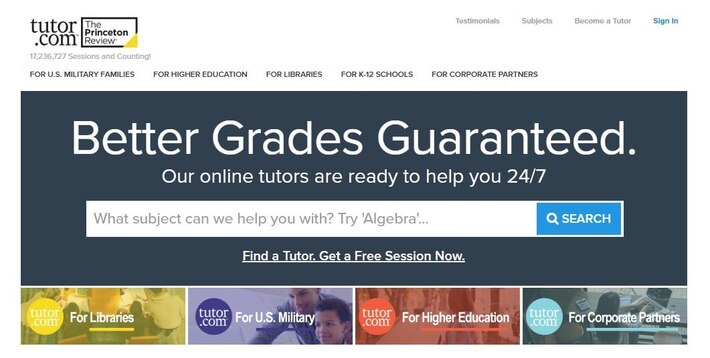 tutor
.com
The
Princeton
Review
Testimonials Subjects Become a Tutor Sign In
17,236,727 Sessions and Counting!
FOR U.S. MILITARY FAMILIES FOR HIGHER EDUCATION FOR LIBRARIES FOR K-12 SCHOOLS FOR CORPORATE PARTNERS
Better Grades Guaranteed.
Our online tutors are ready to help you 24/7
What subject can we help you with? Try 'Algebra'... SEARCH
Find a Tutor. Get a Free Session Now.
tutor
.com
For Libraries
tutor
.com
For U.S. Military
tutor
.com
For Higher Education
tutor
.com
For Corporate Partners